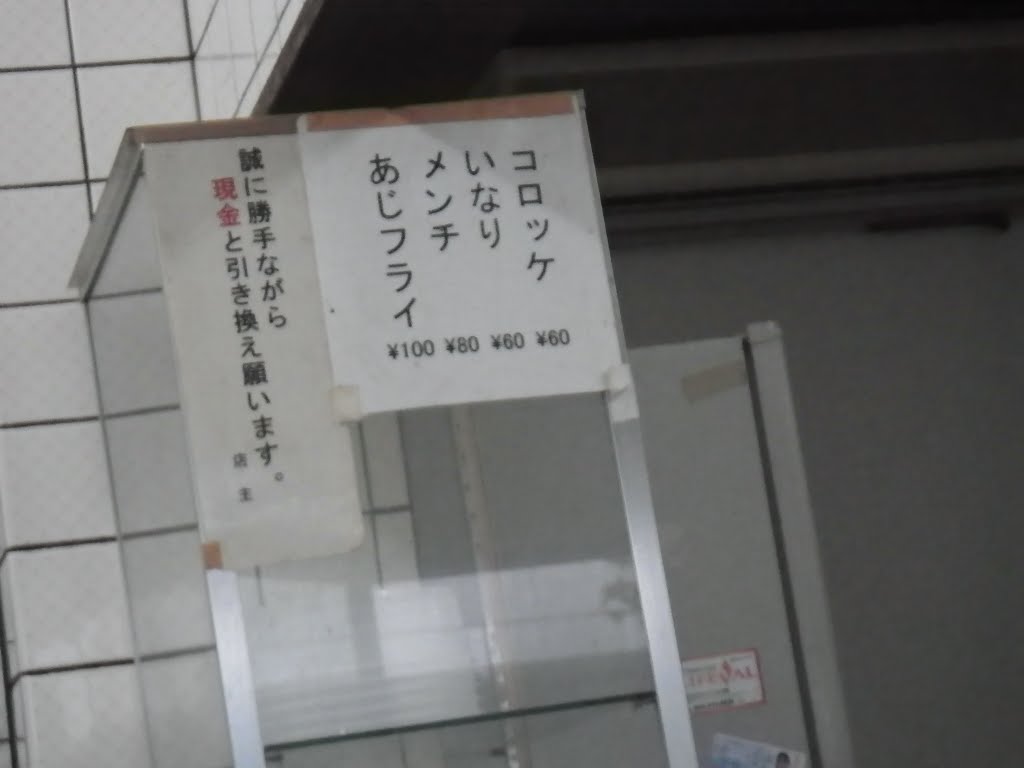 コロッケ ¥60
いなり ¥60
メンチ ¥80
あじフライ ¥100
誠に勝手ながら
現金と引き換え願います。
店主